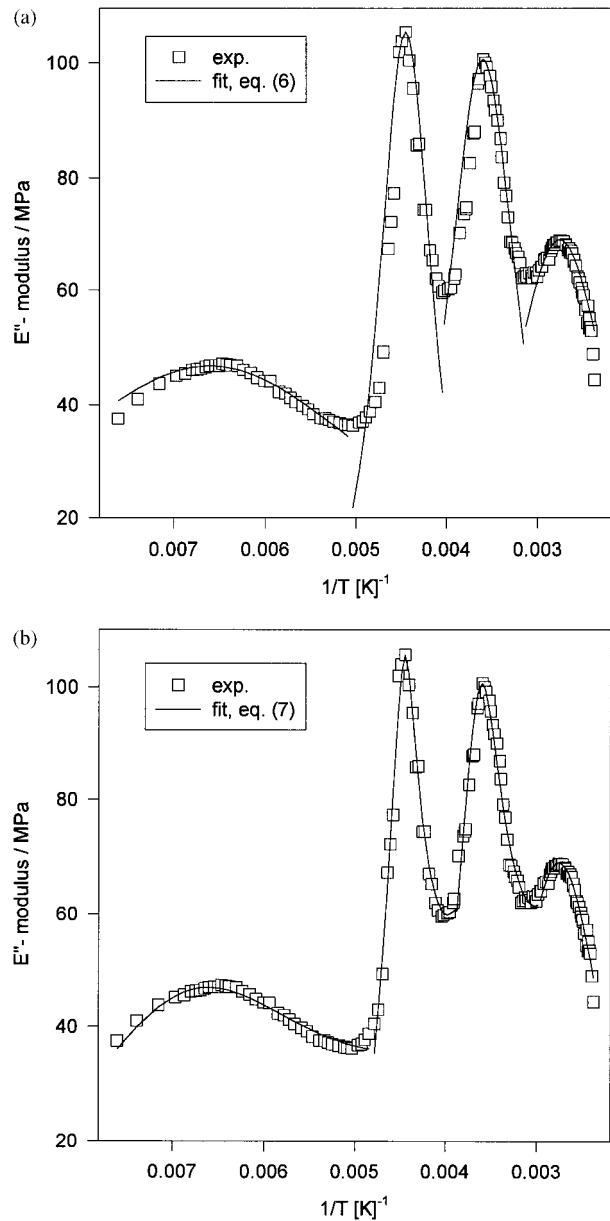 (a)
exp.
fit, eq. (6)
100
80
60
40
20
E''- modulus / MPa
0.007 0.006 0.005 0.004 0.003
1/T [K]⁻¹
(b)
exp.
fit, eq. (7)
100
80
60
40
20
E''- modulus / MPa
0.007 0.006 0.005 0.004 0.003
1/T [K]⁻¹